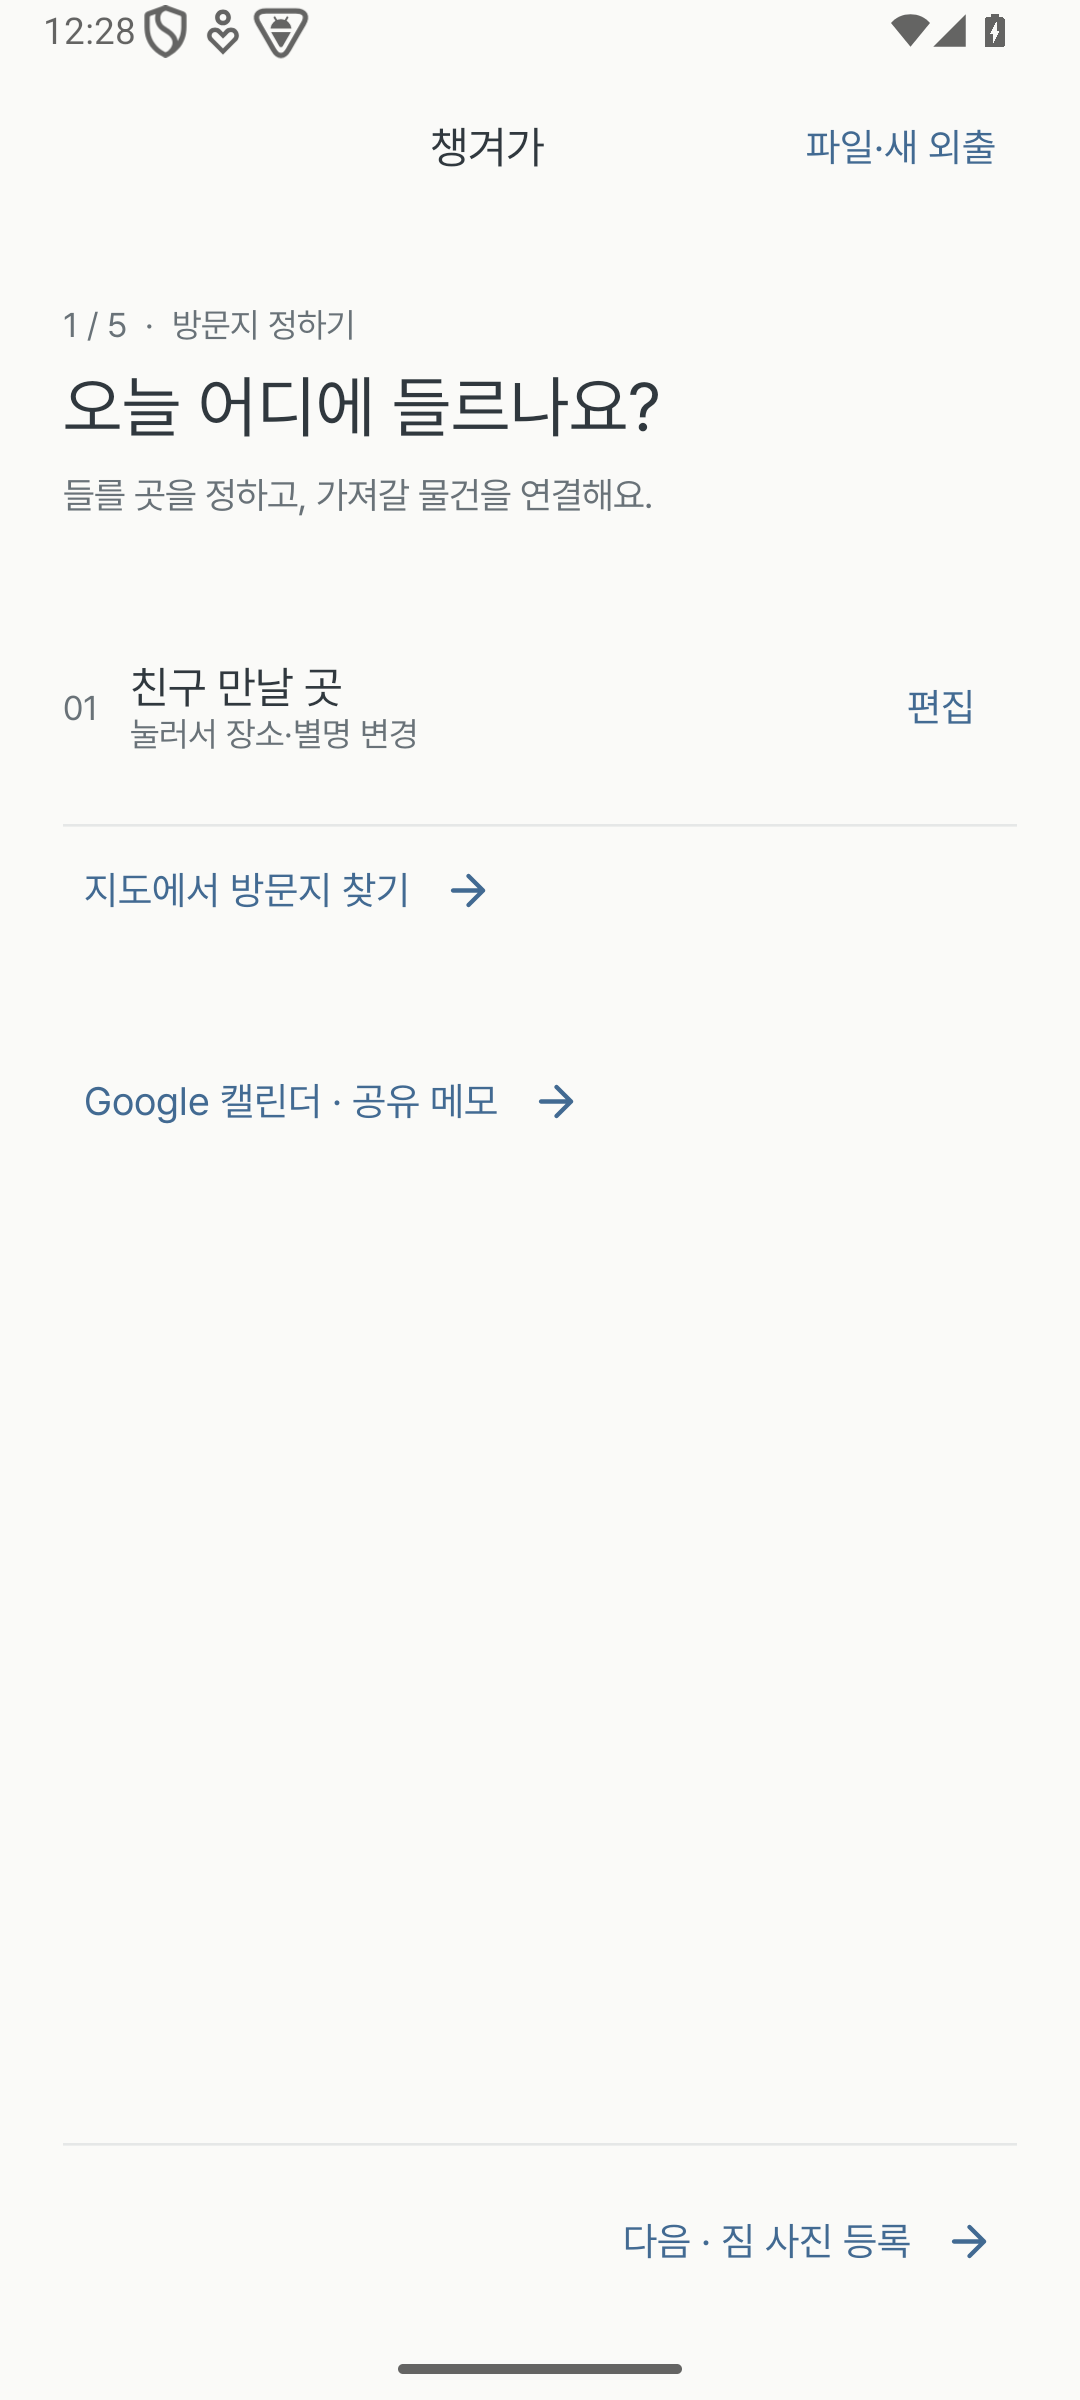 12:28
챙겨가
파일·새 외출
1 / 5 · 방문지 정하기
오늘 어디에 들르나요?
들를 곳을 정하고, 가져갈 물건을 연결해요.
01
친구 만날 곳
눌러서 장소·별명 변경
편집
지도에서 방문지 찾기 →
Google 캘린더 · 공유 메모 →
다음 · 짐 사진 등록 →